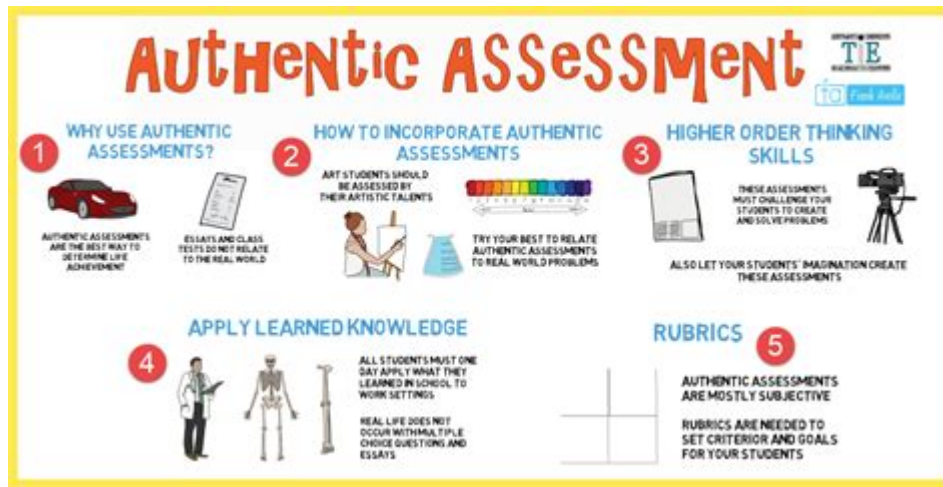 AUTHENTIC ASSESSMENT
T|E
1
WHY USE AUTHENTIC
ASSESSMENTS?
AUTHENTIC ASSESSMENTS
ARE THE BEST WAY TO
DETERMINE LIFE
ACHIEVEMENT
ESSAYS AND CLASS
TESTS DO NOT RELATE
TO THE REAL WORLD
2
HOW TO INCORPORATE AUTHENTIC
ASSESSMENTS
ART STUDENTS SHOULD
BE ASSESSED BY
THEIR ARTISTIC TALENTS
TRY YOUR BEST TO RELATE
AUTHENTIC ASSESSMENTS
TO REAL WORLD PROBLEMS
3
HIGHER ORDER THINKING
SKILLS
THESE ASSESSMENTS
MUST CHALLENGE YOUR
STUDENTS TO CREATE
AND SOLVE PROBLEMS
ALSO LET YOUR STUDENTS' IMAGINATION CREATE
THESE ASSESSMENTS
4
APPLY LEARNED KNOWLEDGE
ALL STUDENTS MUST ONE
DAY APPLY WHAT THEY
LEARNED IN SCHOOL TO
WORK SETTINGS
REAL LIFE DOES NOT
OCCUR WITH MULTIPLE
CHOICE QUESTIONS AND
ESSAYS
RUBRICS
5
AUTHENTIC ASSESSMENTS
ARE MOSTLY SUBJECTIVE
RUBRICS ARE NEEDED TO
SET CRITERION AND GOALS
FOR YOUR STUDENTS